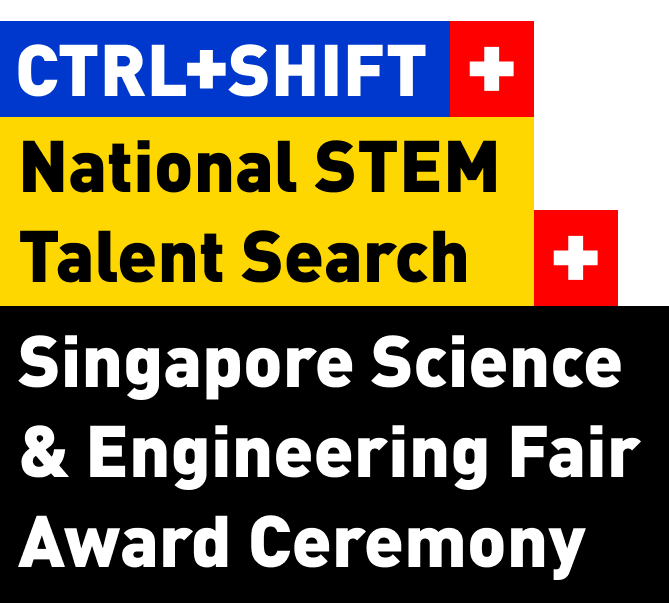 CTRL+SHIFT +
National STEM
Talent Search +
Singapore Science
& Engineering Fair
Award Ceremony